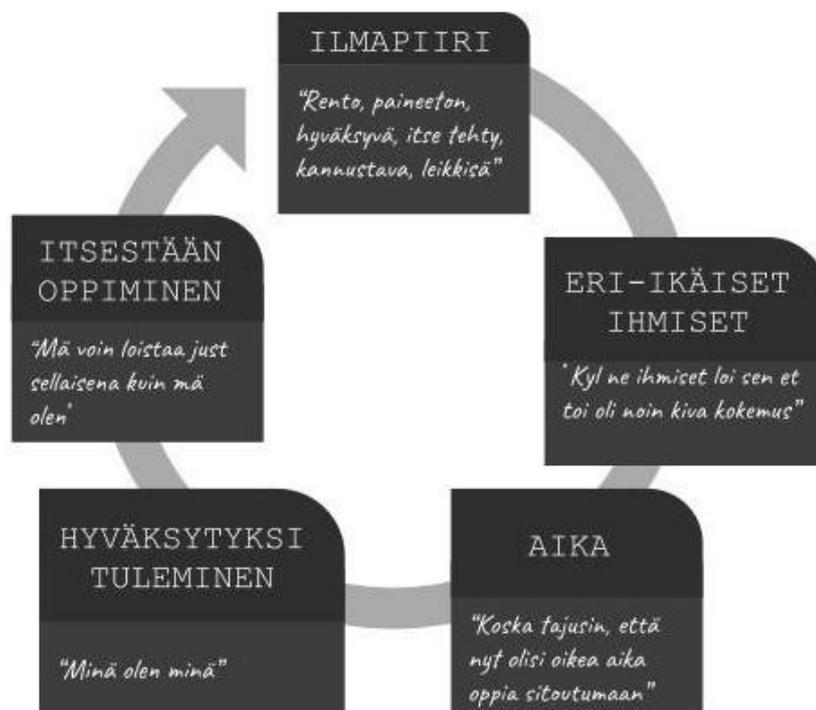 ILMAPIIRI
“Rento, paineeton,
hyväksyvä, itse tehty,
kannustava, leikkisä”
ERI-IKÄISET
IHMISET
" Kyl ne ihmiset loi sen et
toi oli noin kiva kokemus”
AIKA
“Koska tajusin, että
nyt olisi oikea aika
oppia sitoutumaan”
HYVÄKSYTYKSI
TULEMINEN
“Minä olen minä”
ITSESTÄÄN
OPPIMINEN
“Mä voin loistaa just
sellaisena kuin mä
olen"